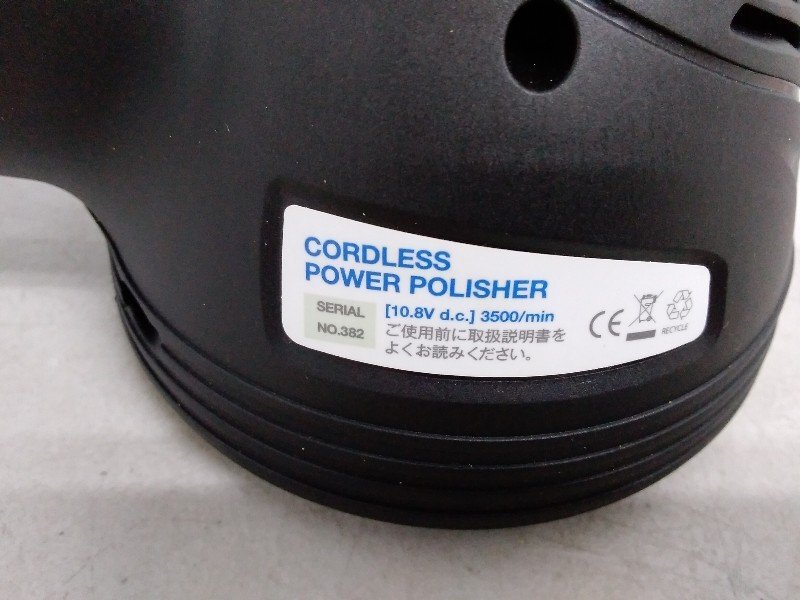 CORDLESS
POWER POLISHER
SERIAL
NO.382
[10.8V d.c.] 3500/min
ご使用前に取扱説明書を
よくお読みください。
CE
RECYCLE